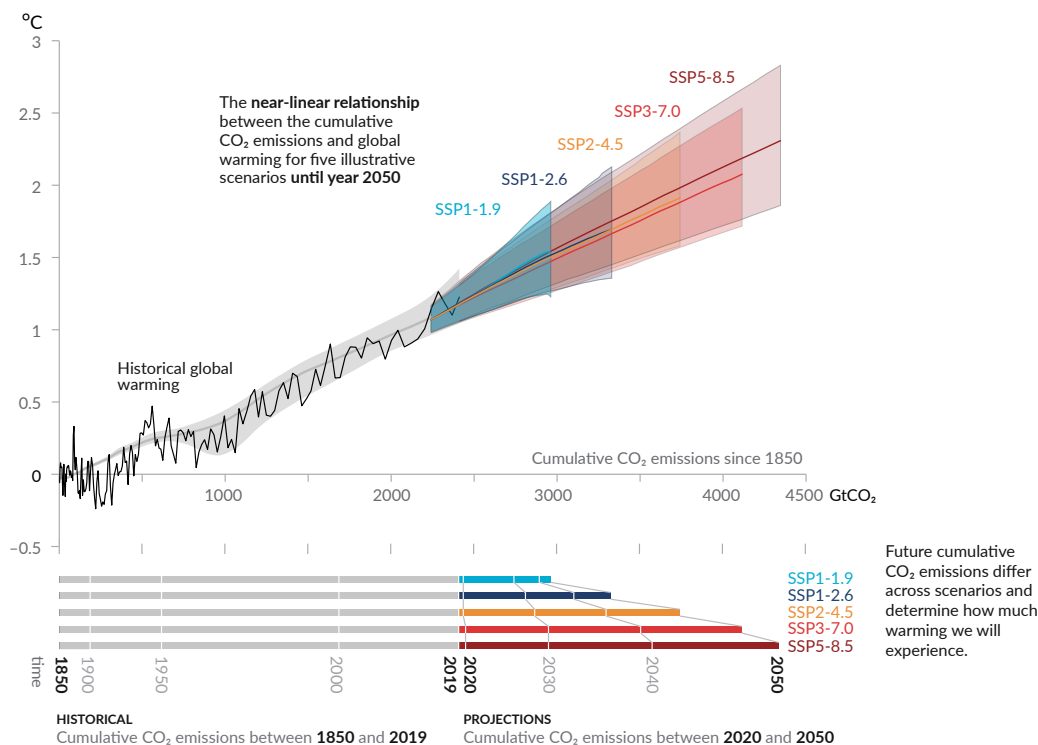 °C
3
2.5
2
1.5
1
0.5
0
−0.5
The near-linear relationship
between the cumulative
CO₂ emissions and global
warming for five illustrative
scenarios until year 2050
SSP5-8.5
SSP3-7.0
SSP2-4.5
SSP1-2.6
SSP1-1.9
Historical global
warming
Cumulative CO₂ emissions since 1850
1000 2000 3000 4000 4500 GtCO₂
Future cumulative
CO₂ emissions differ
across scenarios and
determine how much
warming we will
experience.
SSP1-1.9
SSP1-2.6
SSP2-4.5
SSP3-7.0
SSP5-8.5
time 1850 1900 1950 2000 2019 2020 2030 2040 2050
HISTORICAL
Cumulative CO₂ emissions between 1850 and 2019
PROJECTIONS
Cumulative CO₂ emissions between 2020 and 2050